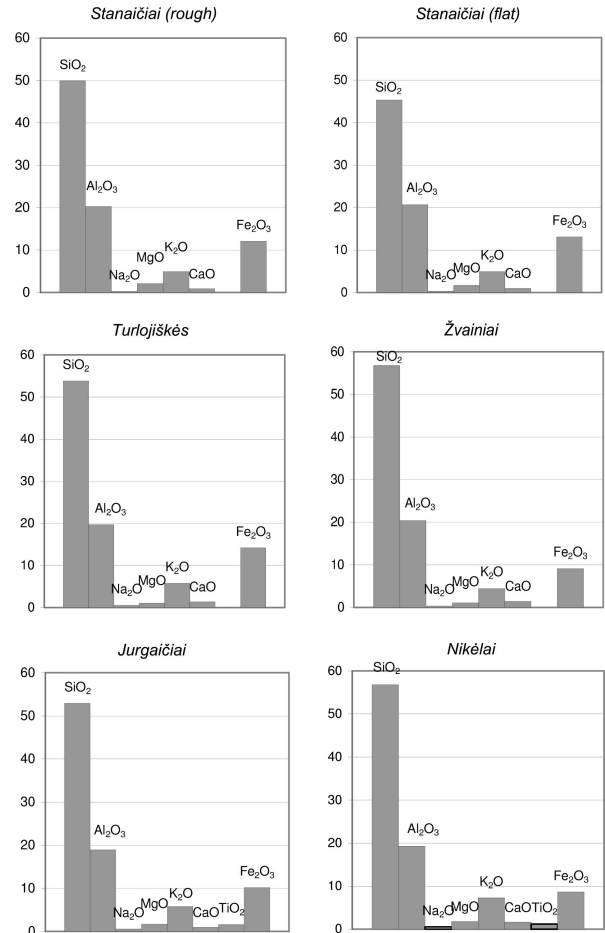 Stanaičiai (rough)
60
50
40
30
20
10
0
SiO₂
Al₂O₃
Na₂O
MgO
K₂O
CaO
Fe₂O₃
Stanaičiai (flat)
60
50
40
30
20
10
0
SiO₂
Al₂O₃
Na₂O
MgO
K₂O
CaO
Fe₂O₃
Turlojiškės
60
50
40
30
20
10
0
SiO₂
Al₂O₃
Na₂O
MgO
K₂O
CaO
Fe₂O₃
Žvainiai
60
50
40
30
20
10
0
SiO₂
Al₂O₃
Na₂O
MgO
K₂O
CaO
Fe₂O₃
Jurgaičiai
60
50
40
30
20
10
0
SiO₂
Al₂O₃
Na₂O
MgO
K₂O
CaO
TiO₂
Fe₂O₃
Nikėlai
60
50
40
30
20
10
0
SiO₂
Al₂O₃
Na₂O
MgO
K₂O
CaO
TiO₂
Fe₂O₃